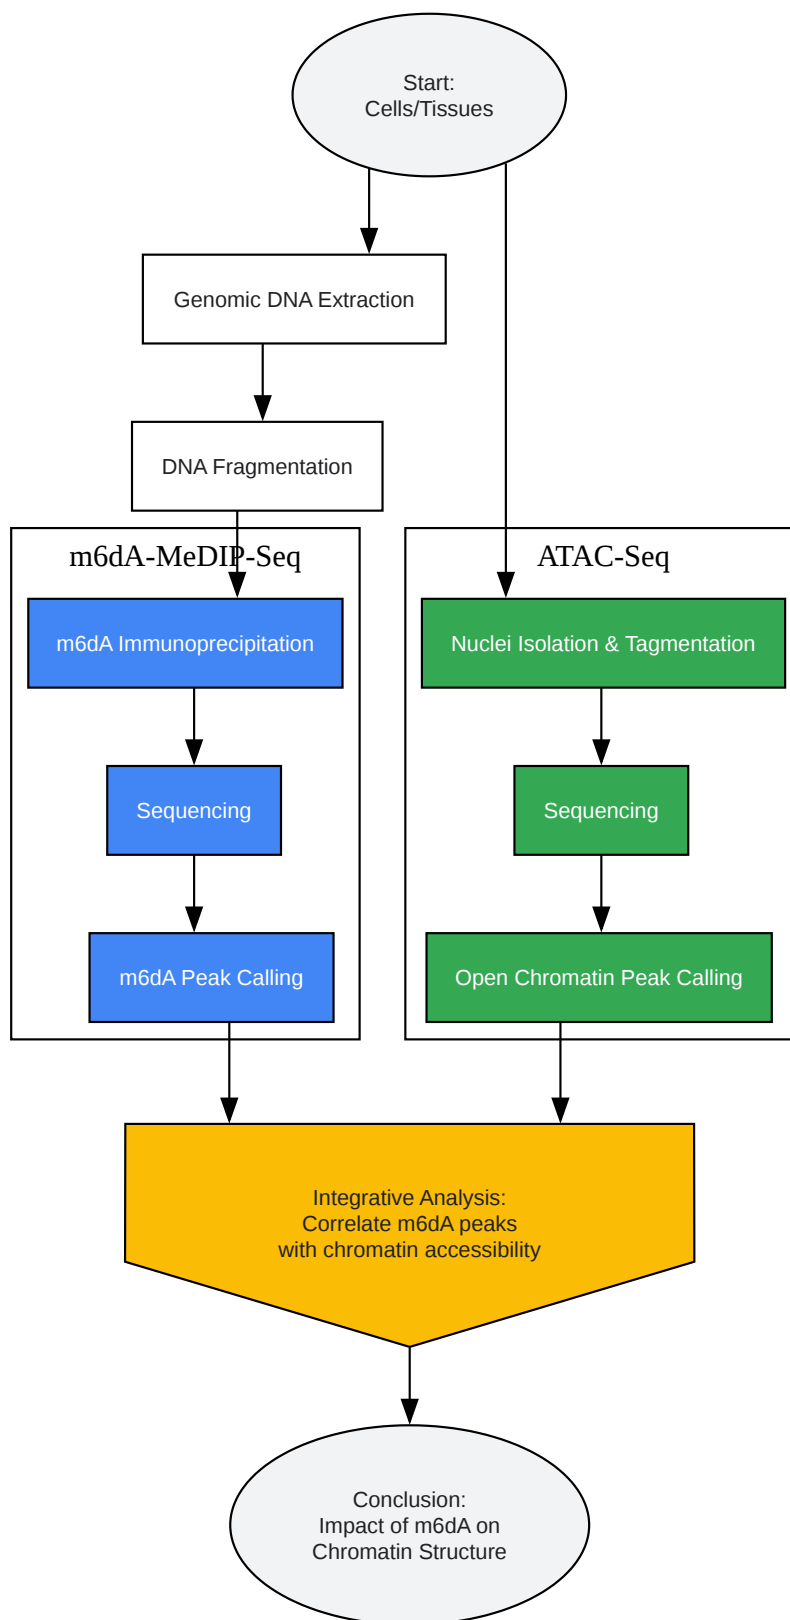 Start:
Cells/Tissues
Genomic DNA Extraction
DNA Fragmentation
m6dA-MeDIP-Seq
m6dA Immunoprecipitation
Sequencing
m6dA Peak Calling
ATAC-Seq
Nuclei Isolation & Tagmentation
Sequencing
Open Chromatin Peak Calling
Integrative Analysis:
Correlate m6dA peaks
with chromatin accessibility
Conclusion:
Impact of m6dA on
Chromatin Structure